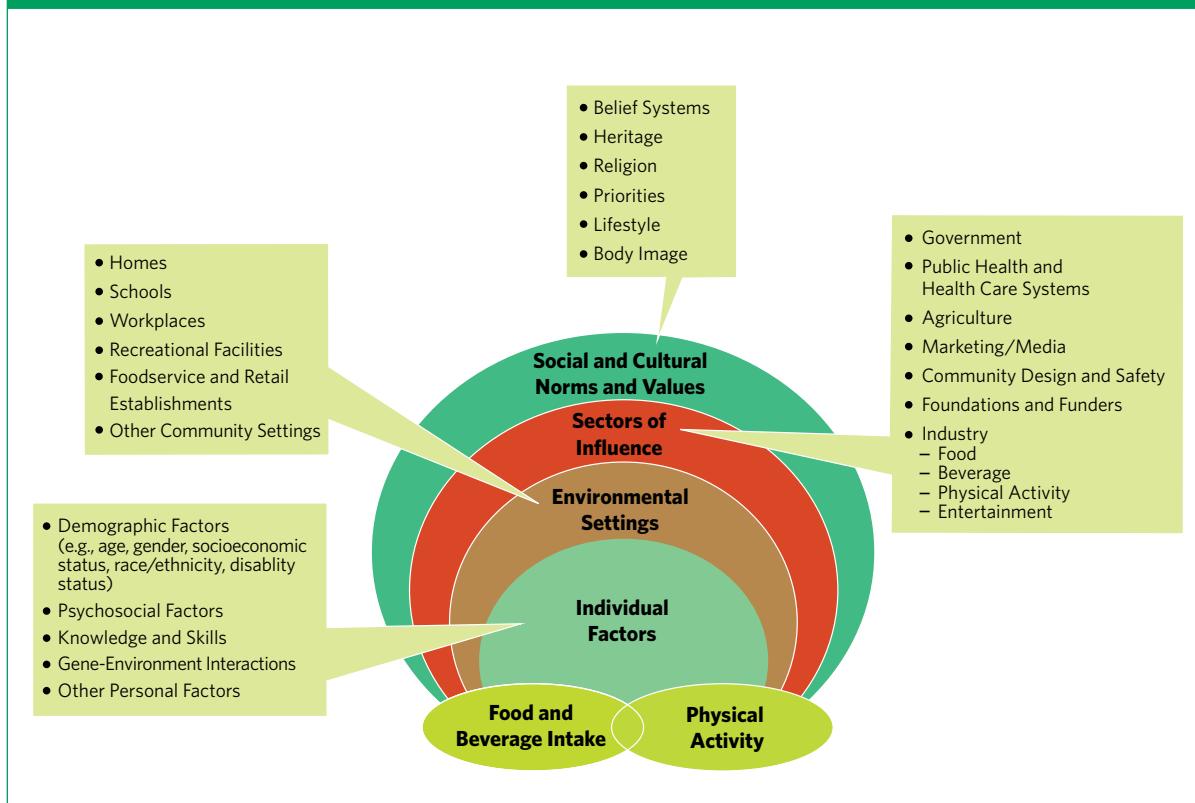 • Belief Systems
• Heritage
• Religion
• Priorities
• Lifestyle
• Body Image
• Homes
• Schools
• Workplaces
• Recreational Facilities
• Foodservice and Retail
Establishments
• Other Community Settings
• Government
• Public Health and
Health Care Systems
• Agriculture
• Marketing/Media
• Community Design and Safety
• Foundations and Funders
• Industry
– Food
– Beverage
– Physical Activity
– Entertainment
• Demographic Factors
(e.g., age, gender, socioeconomic
status, race/ethnicity, disablity
status)
• Psychosocial Factors
• Knowledge and Skills
• Gene-Environment Interactions
• Other Personal Factors
Social and Cultural
Norms and Values
Sectors of
Influence
Environmental
Settings
Individual
Factors
Food and
Beverage Intake
Physical
Activity